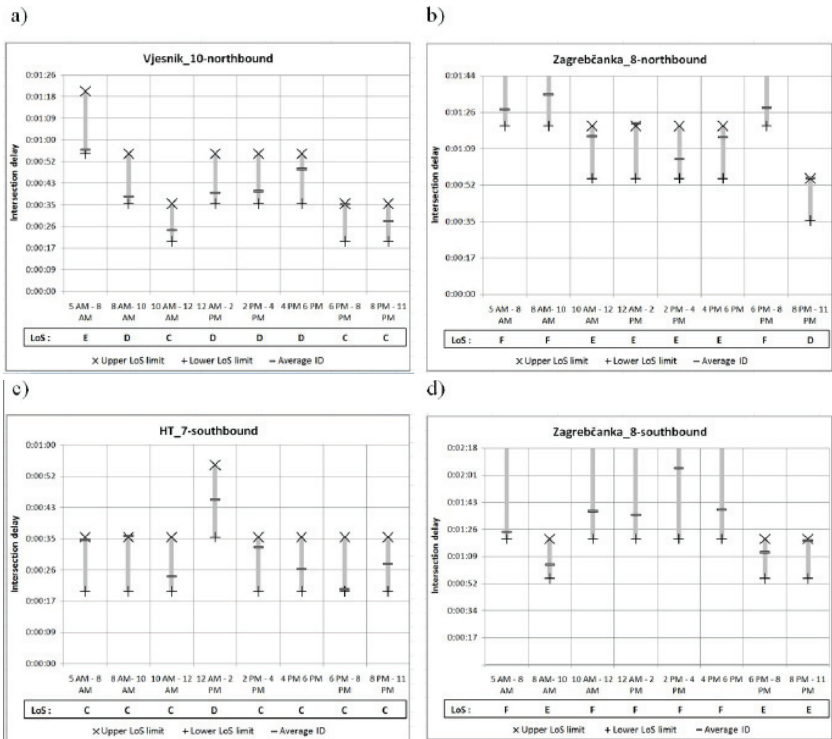 a)
Vjesnik_10-northbound
Intersection delay
0:01:26
0:01:18
0:01:09
0:01:00
0:00:52
0:00:43
0:00:35
0:00:26
0:00:17
0:00:09
0:00:00
5 AM - 8 AM
8 AM - 10 AM
10 AM - 12 AM
12 AM - 2 PM
2 PM - 4 PM
4 PM 6 PM
6 PM - 8 PM
8 PM - 11 PM
LoS : E D C D D D C C
× Upper LoS limit + Lower LoS limit – Average ID
b)
Zagrebčanka_8-northbound
Intersection delay
0:01:44
0:01:26
0:01:09
0:00:52
0:00:35
0:00:17
0:00:00
5 AM - 8 AM
8 AM - 10 AM
10 AM - 12 AM
12 AM - 2 PM
2 PM - 4 PM
4 PM 6 PM
6 PM - 8 PM
8 PM - 11 PM
LoS : F F E E E E F D
× Upper LoS limit + Lower LoS limit – Average ID
c)
HT_7-southbound
Intersection delay
0:01:00
0:00:52
0:00:43
0:00:35
0:00:26
0:00:17
0:00:09
0:00:00
5 AM - 8 AM
8 AM - 10 AM
10 AM - 12 AM
12 AM - 2 PM
2 PM - 4 PM
4 PM 6 PM
6 PM - 8 PM
8 PM - 11 PM
LoS : C C C D C C C C
× Upper LoS limit + Lower LoS limit – Average ID
d)
Zagrebčanka_8-southbound
Intersection delay
0:02:18
0:02:01
0:01:43
0:01:26
0:01:09
0:00:52
0:00:34
0:00:17
5 AM - 8 AM
8 AM - 10 AM
10 AM - 12 AM
12 AM - 2 PM
2 PM - 4 PM
4 PM 6 PM
6 PM - 8 PM
8 PM - 11 PM
LoS : F E F F F F E E
× Upper LoS limit + Lower LoS limit – Average ID